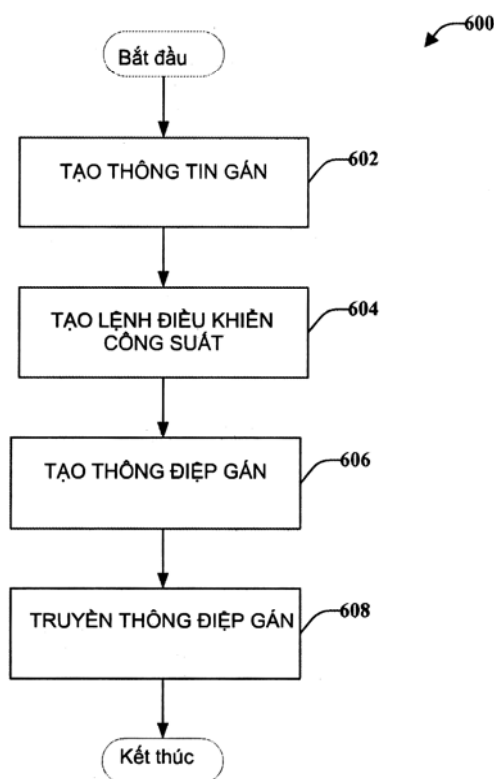 600
Bắt đầu
TẠO THÔNG TIN GÁN
602
TẠO LỆNH ĐIỀU KHIỂN
CÔNG SUẤT
604
TẠO THÔNG ĐIỆP GÁN
606
TRUYỀN THÔNG ĐIỆP GÁN
608
Kết thúc